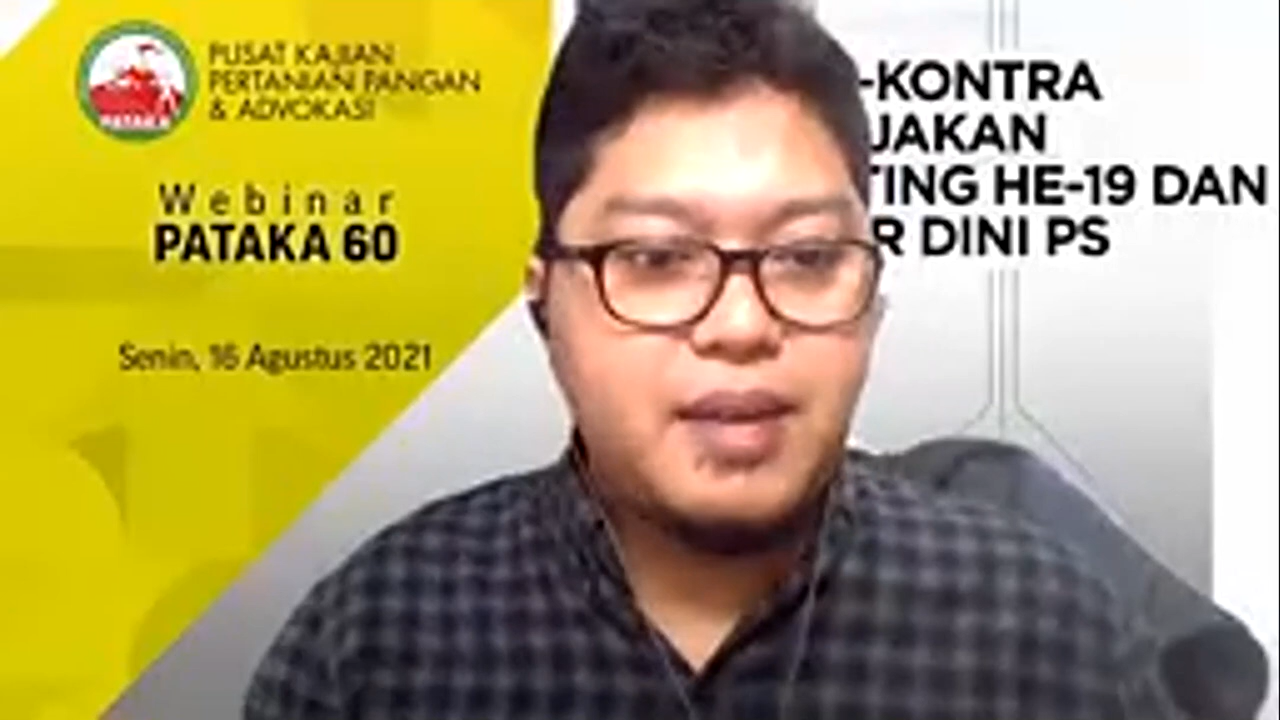 PUSAT KAJIAN
PERTANIAN PANGAN
& ADVOKASI
PATAKA
Webinar
PATAKA 60
Senin, 16 Agustus 2021
-KONTRA
JAKAN
TING HE-19 DAN
R DINI PS